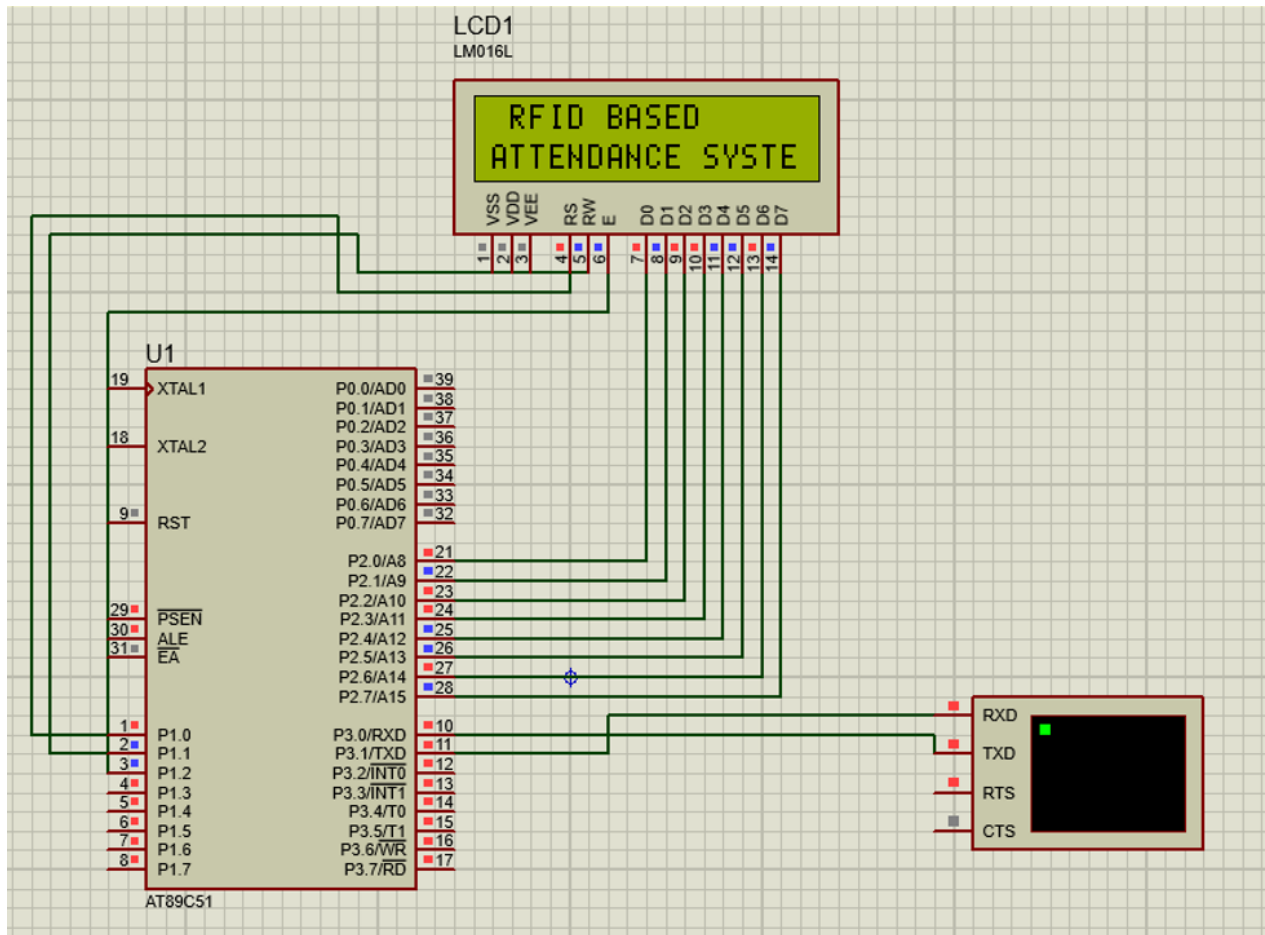 LCD1
LM016L
RFID BASED
ATTENDANCE SYSTE
VSS
VDD
VEE
RS
RW
E
D0
D1
D2
D3
D4
D5
D6
D7
1
2
3
4
5
6
7
8
9
10
11
12
13
14
U1
19 XTAL1
18 XTAL2
9 RST
29 PSEN
30 ALE
31 EA
1 P1.0
2 P1.1
3 P1.2
4 P1.3
5 P1.4
6 P1.5
7 P1.6
8 P1.7
P0.0/AD0 39
P0.1/AD1 38
P0.2/AD2 37
P0.3/AD3 36
P0.4/AD4 35
P0.5/AD5 34
P0.6/AD6 33
P0.7/AD7 32
P2.0/A8 21
P2.1/A9 22
P2.2/A10 23
P2.3/A11 24
P2.4/A12 25
P2.5/A13 26
P2.6/A14 27
P2.7/A15 28
P3.0/RXD 10
P3.1/TXD 11
P3.2/INT0 12
P3.3/INT1 13
P3.4/T0 14
P3.5/T1 15
P3.6/WR 16
P3.7/RD 17
AT89C51
RXD
TXD
RTS
CTS